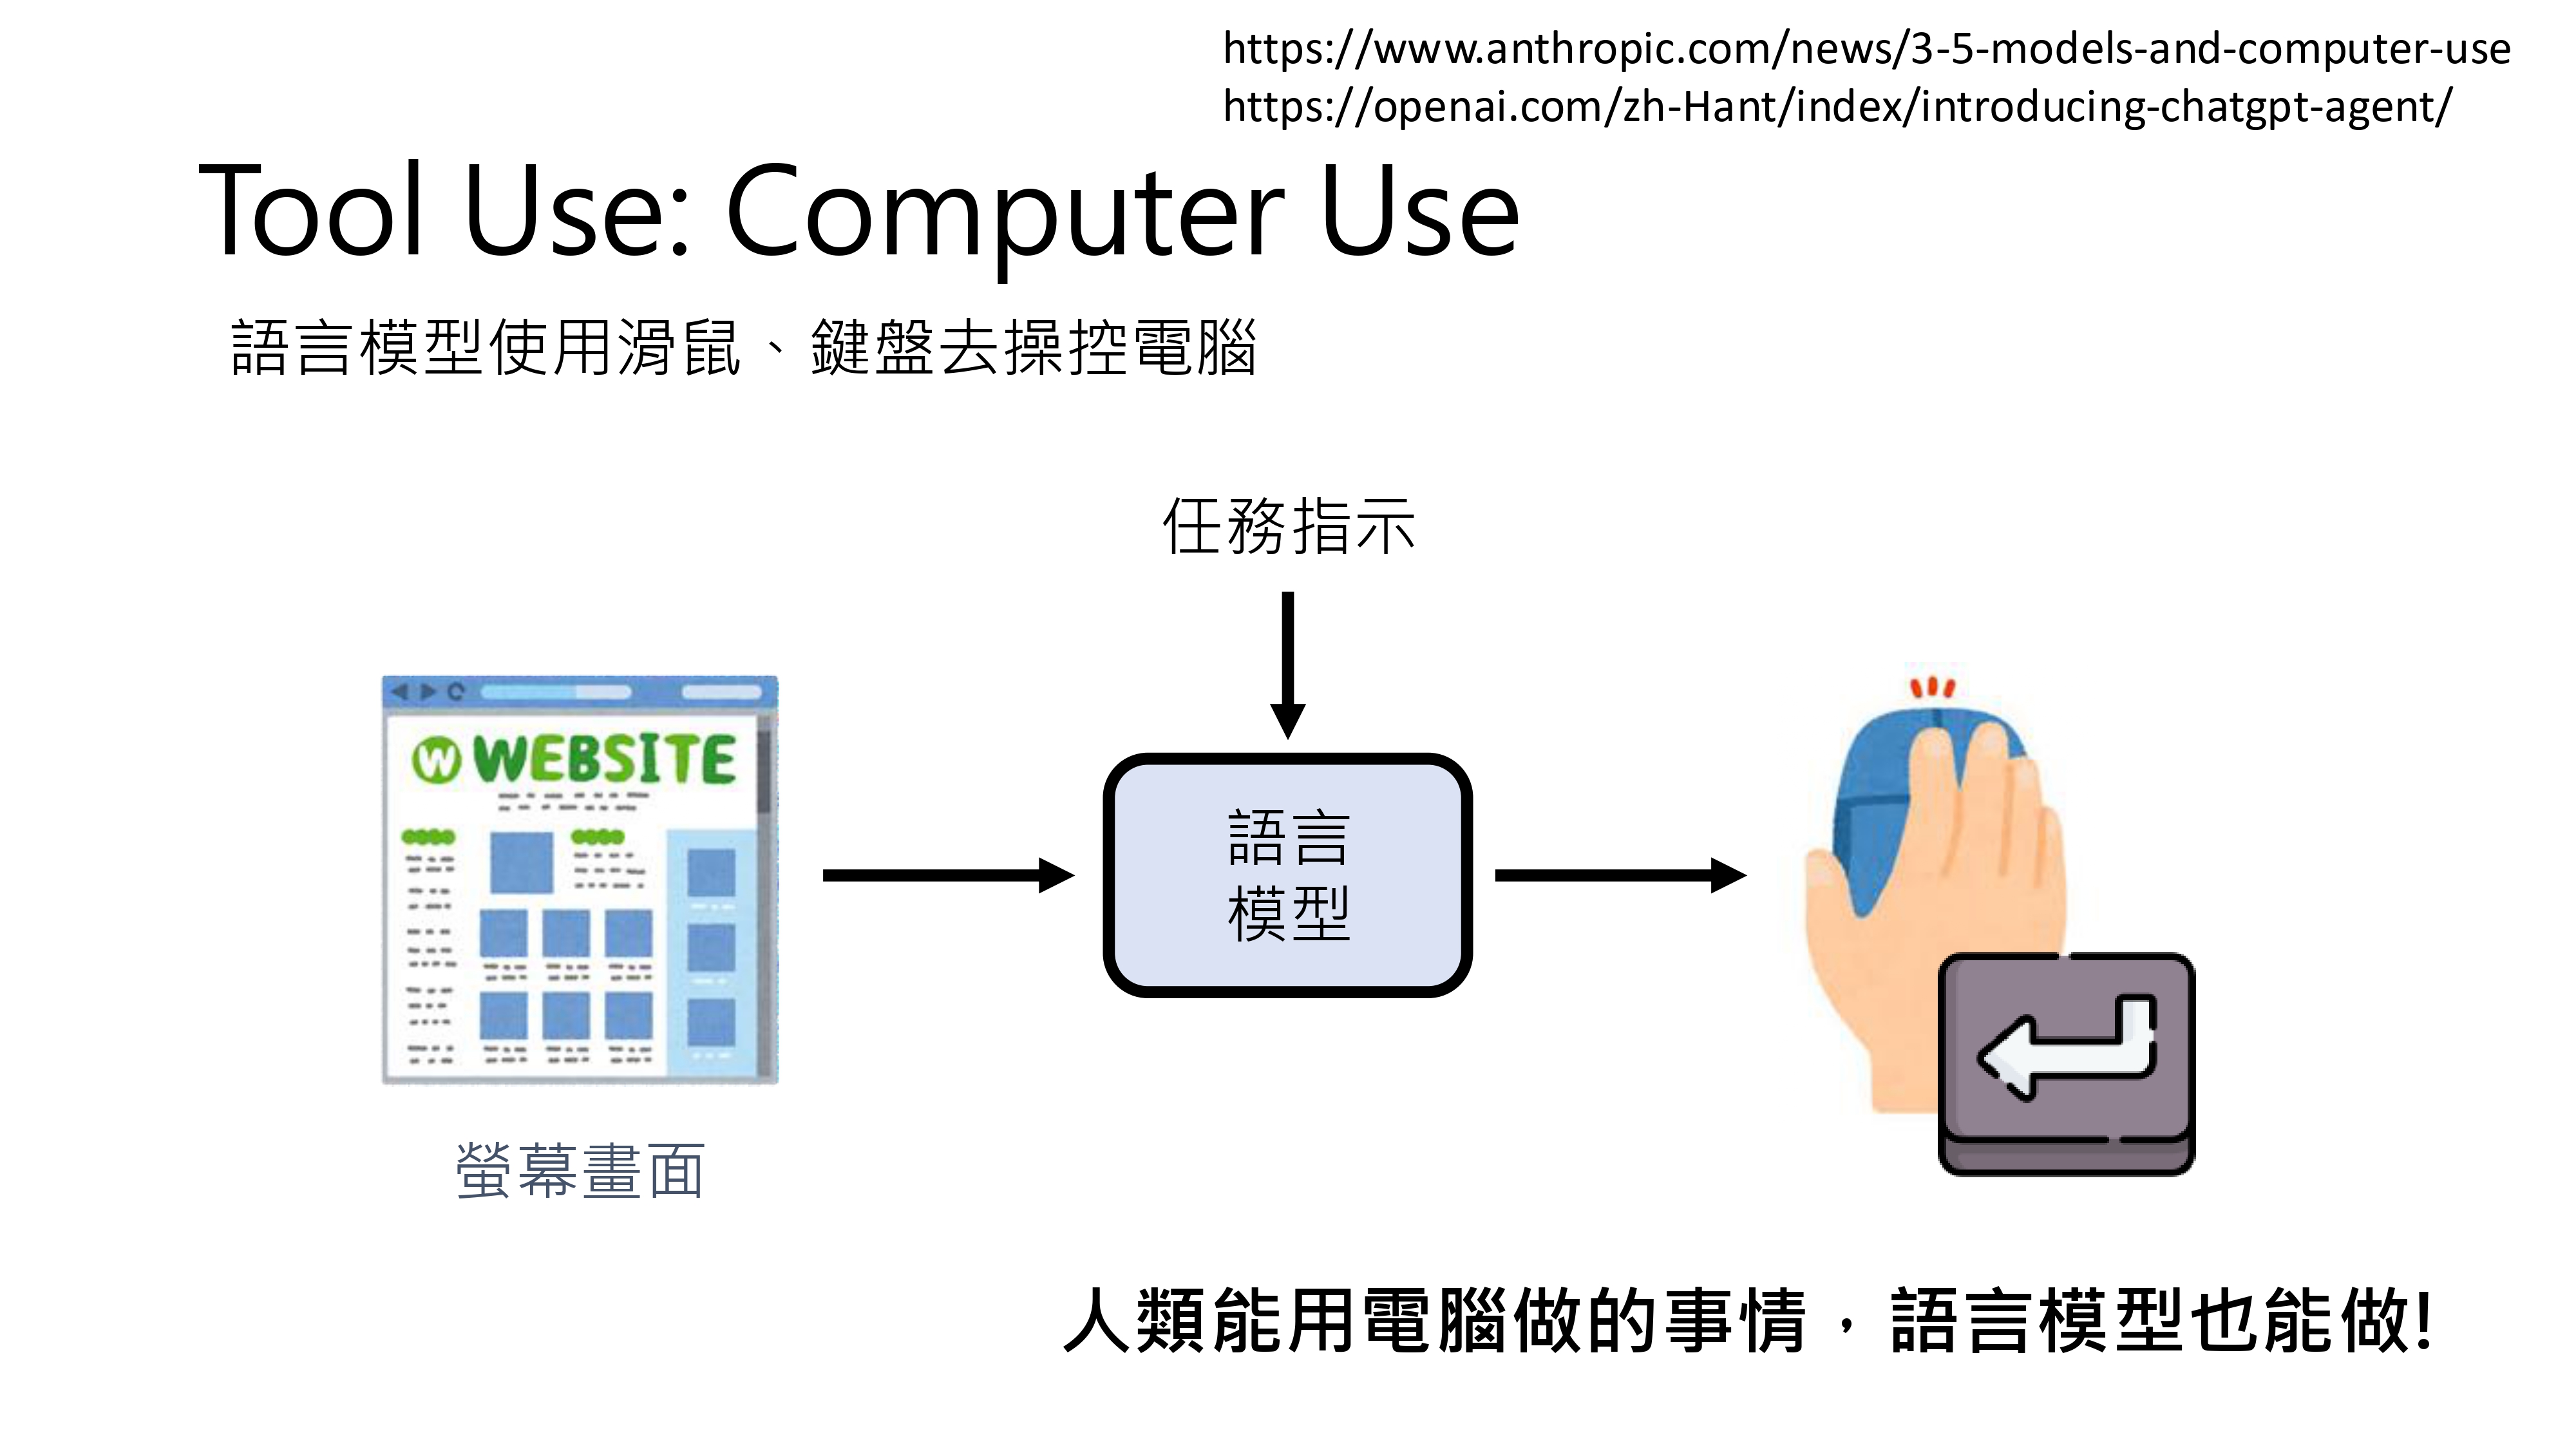 https://www.anthropic.com/news/3-5-models-and-computer-use
https://openai.com/zh-Hant/index/introducing-chatgpt-agent/
Tool Use: Computer Use
語言模型使用滑鼠、鍵盤去操控電腦
任務指示
W WEBSITE
語言
模型
螢幕畫面
人類能用電腦做的事情，語言模型也能做!